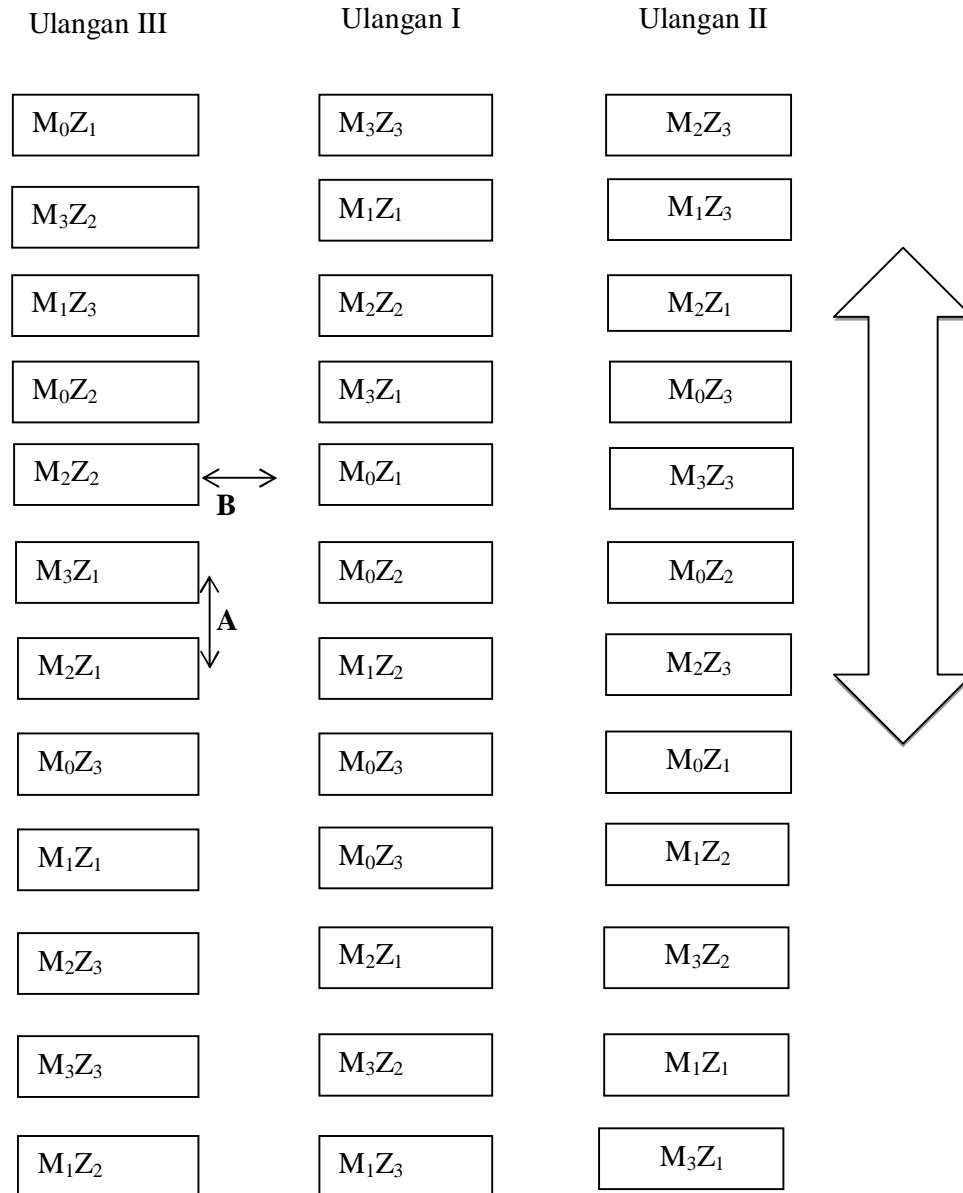 Ulangan III Ulangan I Ulangan II
M₀Z₁ M₃Z₃ M₂Z₃
M₃Z₂ M₁Z₁ M₁Z₃
M₁Z₃ M₂Z₂ M₂Z₁
M₀Z₂ M₃Z₁ M₀Z₃
M₂Z₂ M₀Z₁ M₃Z₃
B
M₃Z₁ M₀Z₂ M₀Z₂
A
M₂Z₁ M₁Z₂ M₂Z₃
M₀Z₃ M₀Z₃ M₀Z₁
M₁Z₁ M₀Z₃ M₁Z₂
M₂Z₃ M₂Z₁ M₃Z₂
M₃Z₃ M₃Z₂ M₁Z₁
M₁Z₂ M₁Z₃ M₃Z₁